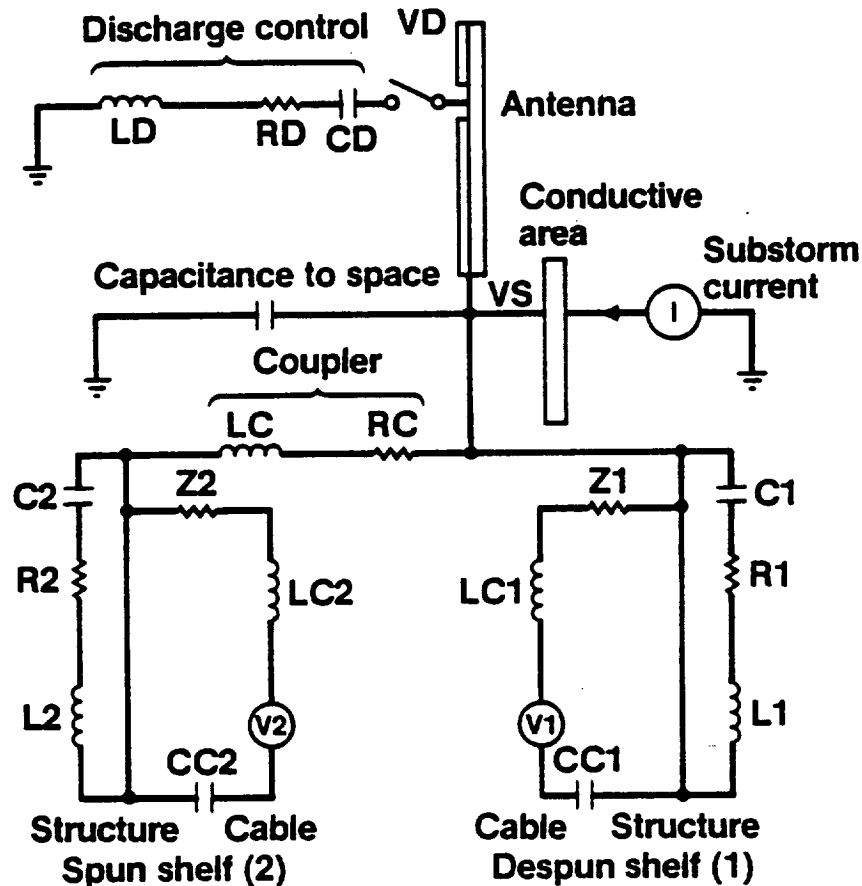 Discharge control
VD
LD
RD
CD
Antenna
Conductive
area
Substorm
current
Capacitance to space
VS
I
Coupler
LC
RC
C2
Z2
Z1
C1
R2
LC2
LC1
R1
L2
V2
V1
L1
CC2
CC1
Structure
Cable
Cable
Structure
Spun shelf (2)
Despun shelf (1)